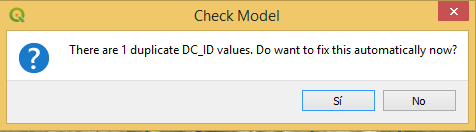 Check Model
There are 1 duplicate DC_ID values. Do want to fix this automatically now?
Sí
No